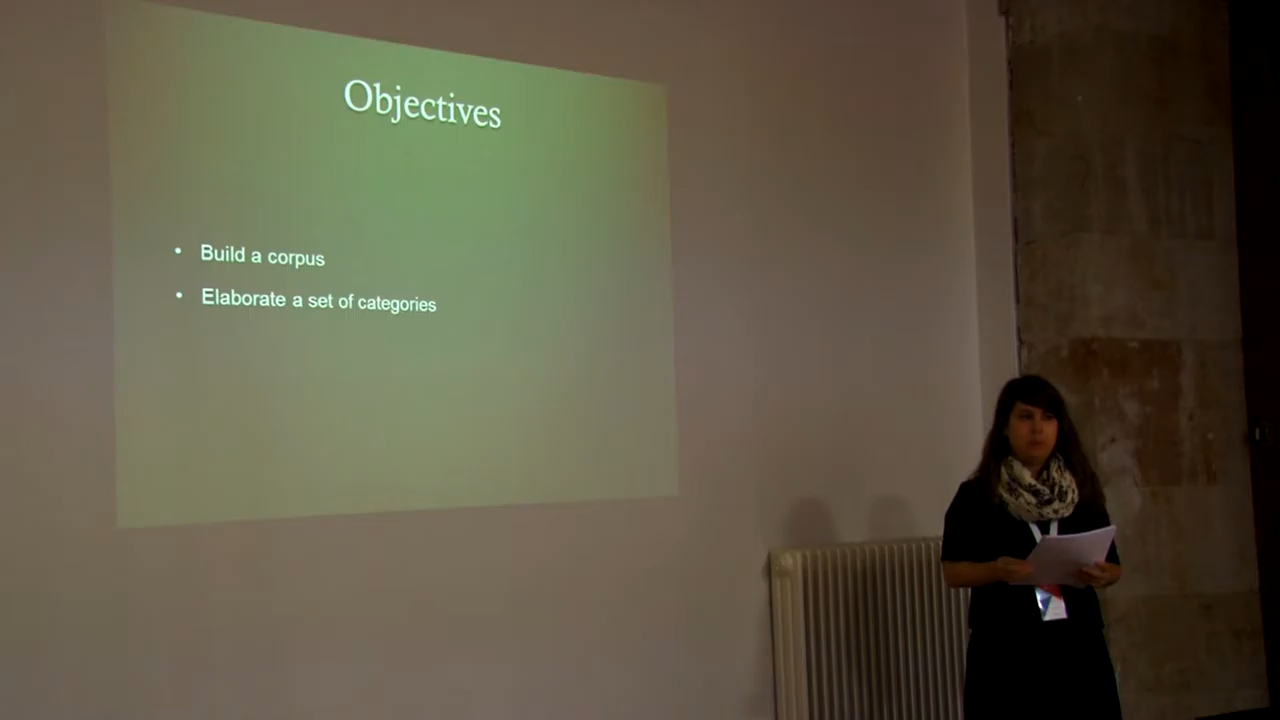 Objectives
• Build a corpus
• Elaborate a set of categories